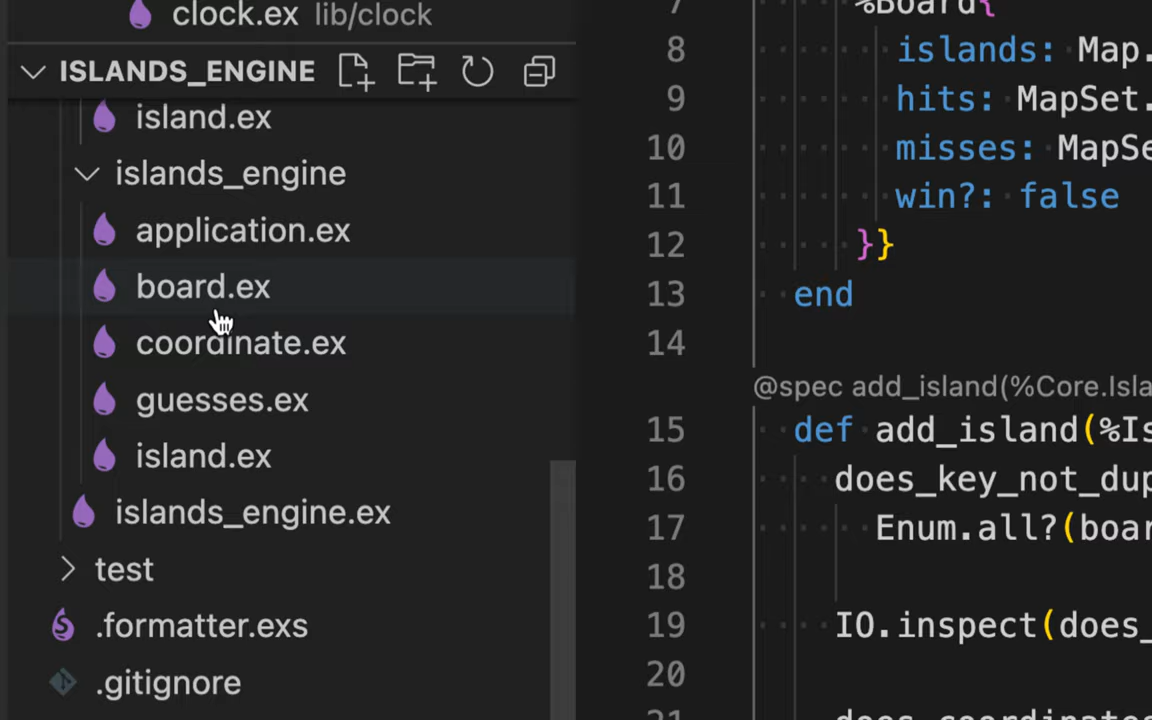 clock.ex lib/clock
ISLANDS_ENGINE
island.ex
islands_engine
application.ex
board.ex
coordinate.ex
guesses.ex
island.ex
islands_engine.ex
test
.formatter.exs
.gitignore
7 %Board{
8 islands: Map.
9 hits: MapSet.
10 misses: MapSe
11 win?: false
12 }}
13 end
14
@spec add_island(%Core.Isla
15 def add_island(%Is
16 does_key_not_dup
17 Enum.all?(boar
18
19 IO.inspect(does_
20
21 does_coordinates